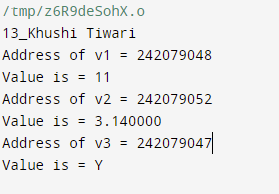 /tmp/z6R9deSohX.o
13_Khushi Tiwari
Address of v1 = 242079048
Value is = 11
Address of v2 = 242079052
Value is = 3.140000
Address of v3 = 242079047
Value is = Y